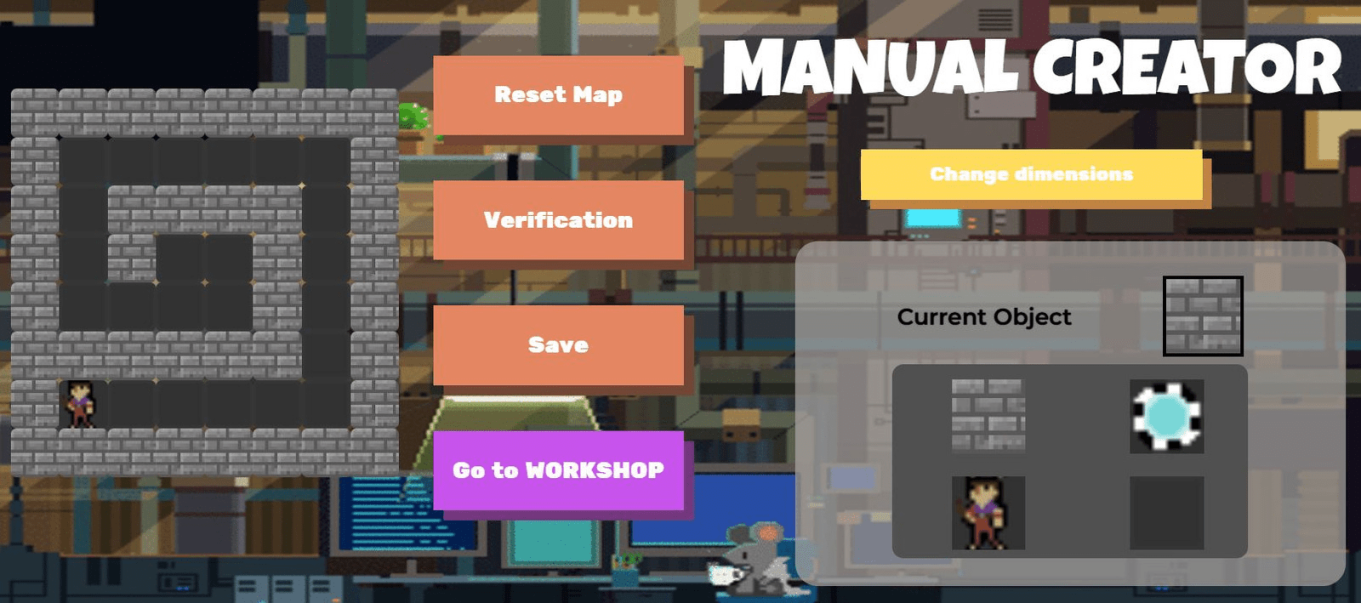 MANUAL CREATOR
Reset Map
Change dimensions
Verification
Current Object
Save
Go to WORKSHOP